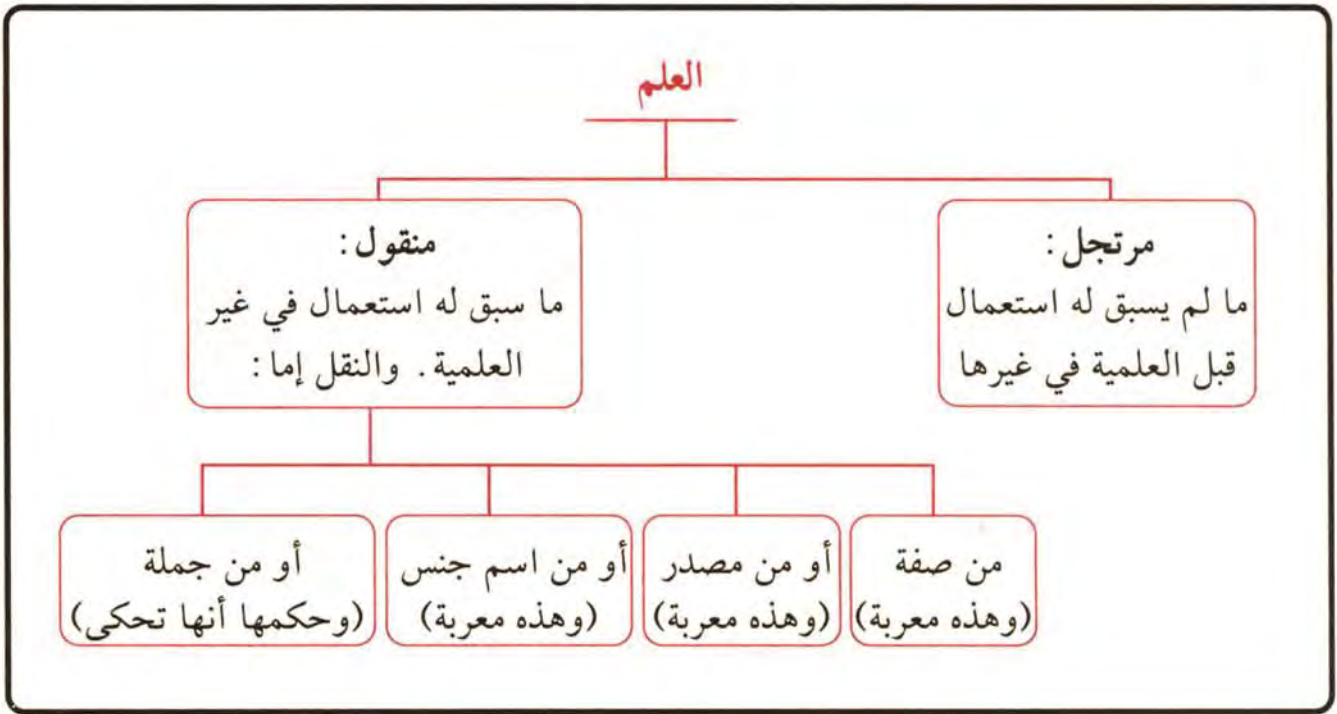 العلم
مرتجل:
ما لم يسبق له استعمال
قبل العلمية في غيرها
منقول:
ما سبق له استعمال في غير
العلمية. والنقل إما:
من صفة
(وهذه معربة)
أو من مصدر
(وهذه معربة)
أو من اسم جنس
(وهذه معربة)
أو من جملة
(وحكمها أنها تحكى)